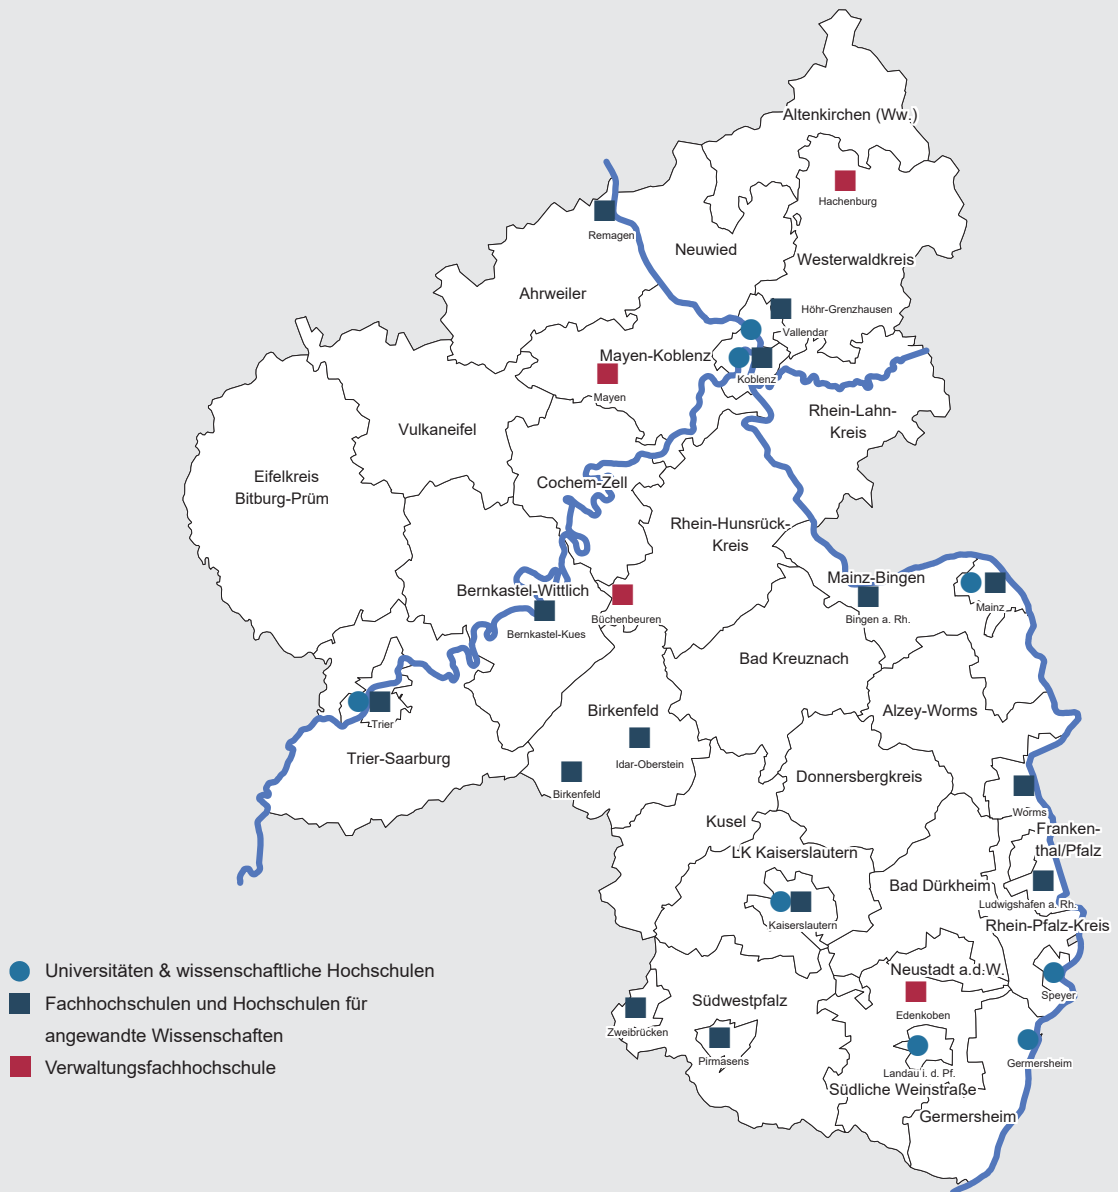 Altenkirchen (Ww.)
Hachenburg
Remagen
Neuwied
Westerwaldkreis
Ahrweiler
Höhr-Grenzhausen
Vallendar
Mayen-Koblenz
Koblenz
Mayen
Rhein-Lahn-
Kreis
Vulkaneifel
Eifelkreis
Bitburg-Prüm
Cochem-Zell
Rhein-Hunsrück-
Kreis
Mainz-Bingen
Mainz
Bernkastel-Wittlich
Büchenbeuren
Bingen a. Rh.
Bernkastel-Kues
Bad Kreuznach
Birkenfeld
Alzey-Worms
Trier
Trier-Saarburg
Idar-Oberstein
Donnersbergkreis
Birkenfeld
Worms
Kusel
Franken-
thal/Pfalz
LK Kaiserslautern
Bad Dürkheim
Ludwigshafen a. Rh.
Kaiserslautern
Rhein-Pfalz-Kreis
Universitäten & wissenschaftliche Hochschulen
Neustadt a.d.W.
Fachhochschulen und Hochschulen für
angewandte Wissenschaften
Südwestpfalz
Speyer
Edenkoben
Zweibrücken
Pirmasens
Germersheim
Verwaltungsfachhochschule
Landau i. d. Pf.
Südliche Weinstraße
Germersheim